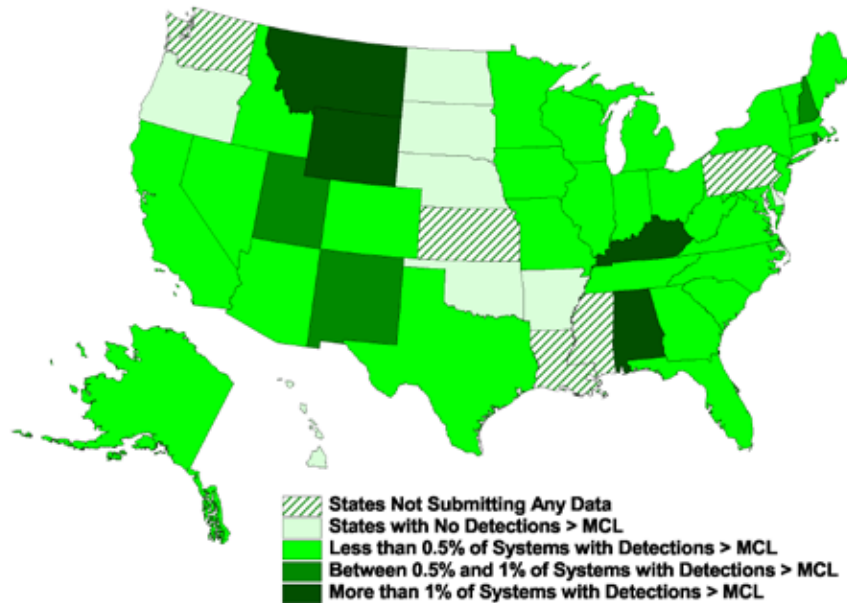 States Not Submitting Any Data
States with No Detections > MCL
Less than 0.5% of Systems with Detections > MCL
Between 0.5% and 1% of Systems with Detections > MCL
More than 1% of Systems with Detections > MCL